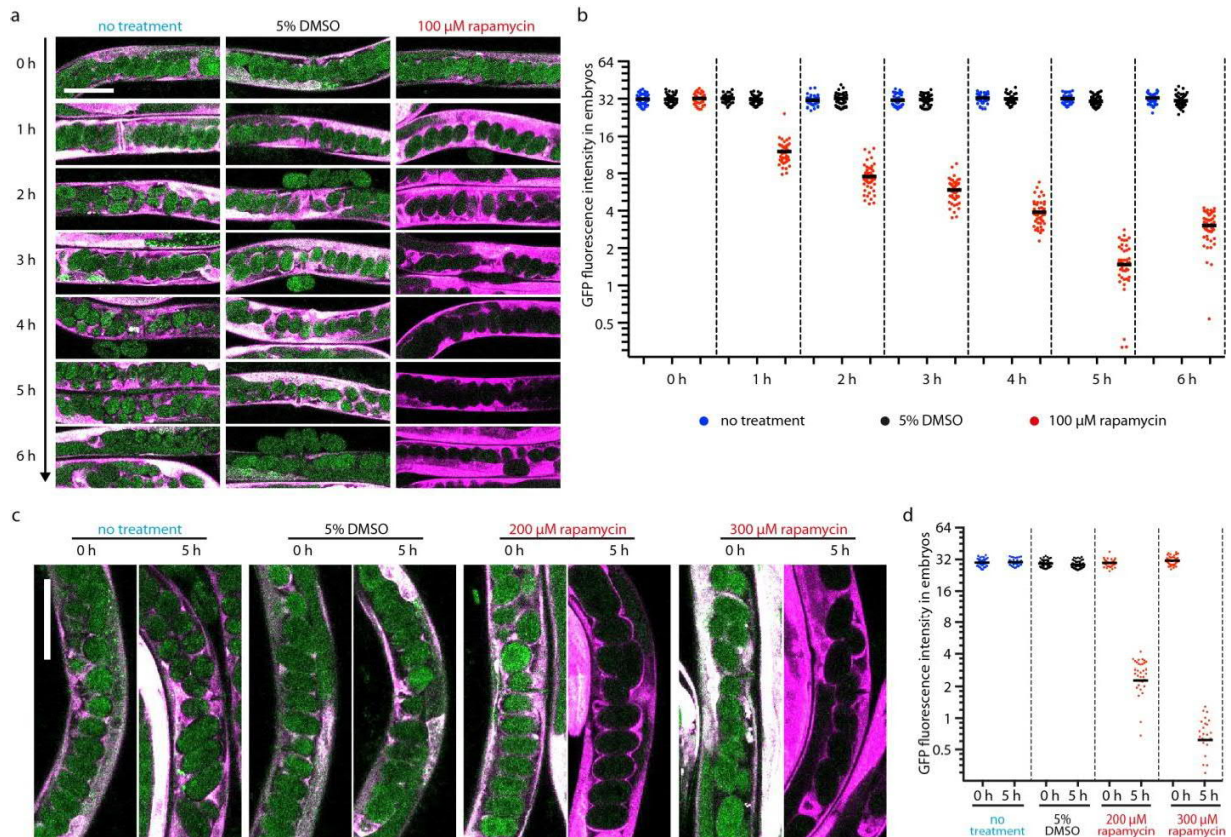 a
no treatment 5% DMSO 100 µM rapamycin
0 h
1 h
2 h
3 h
4 h
5 h
6 h
b
GFP fluorescence intensity in embryos
64
32
16
8
4
2
1
0.5
0 h 1 h 2 h 3 h 4 h 5 h 6 h
no treatment 5% DMSO 100 µM rapamycin
c
no treatment 5% DMSO 200 µM rapamycin 300 µM rapamycin
0 h 5 h 0 h 5 h 0 h 5 h 0 h 5 h
d
GFP fluorescence intensity in embryos
64
32
16
8
4
2
1
0.5
0 h 5 h 0 h 5 h 0 h 5 h 0 h 5 h
no treatment 5% DMSO 200 µM rapamycin 300 µM rapamycin